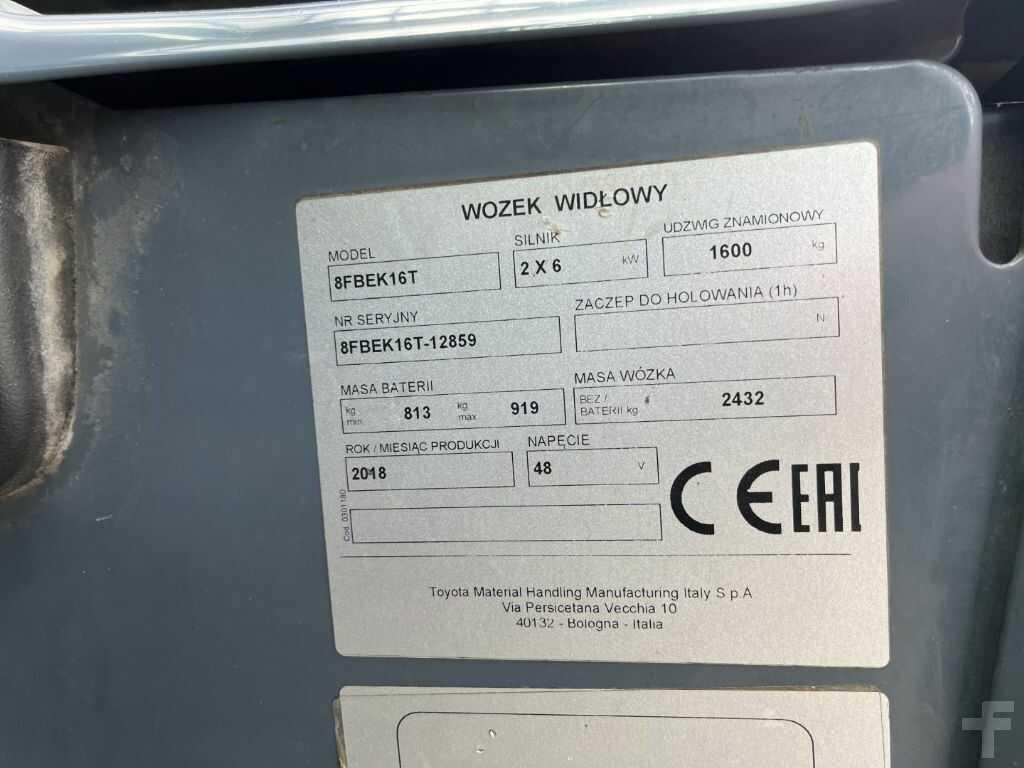 WOZEK WIDŁOWY
MODEL
8FBEK16T
SILNIK
2 X 6 kW
UDZWIG ZNAMIONOWY
1600 kg
NR SERYJNY
8FBEK16T-12859
ZACZEP DO HOLOWANIA (1h)
N
MASA BATERII
kg min 813 kg max 919
MASA WÓZKA
BEZ / BATERII kg 2432
ROK / MIESIĄC PRODUKCJI
2018
NAPĘCIE
48 V
Cod. 0301180
CE EAC
Toyota Material Handling Manufacturing Italy S.p.A
Via Persicetana Vecchia 10
40132 - Bologna - Italia